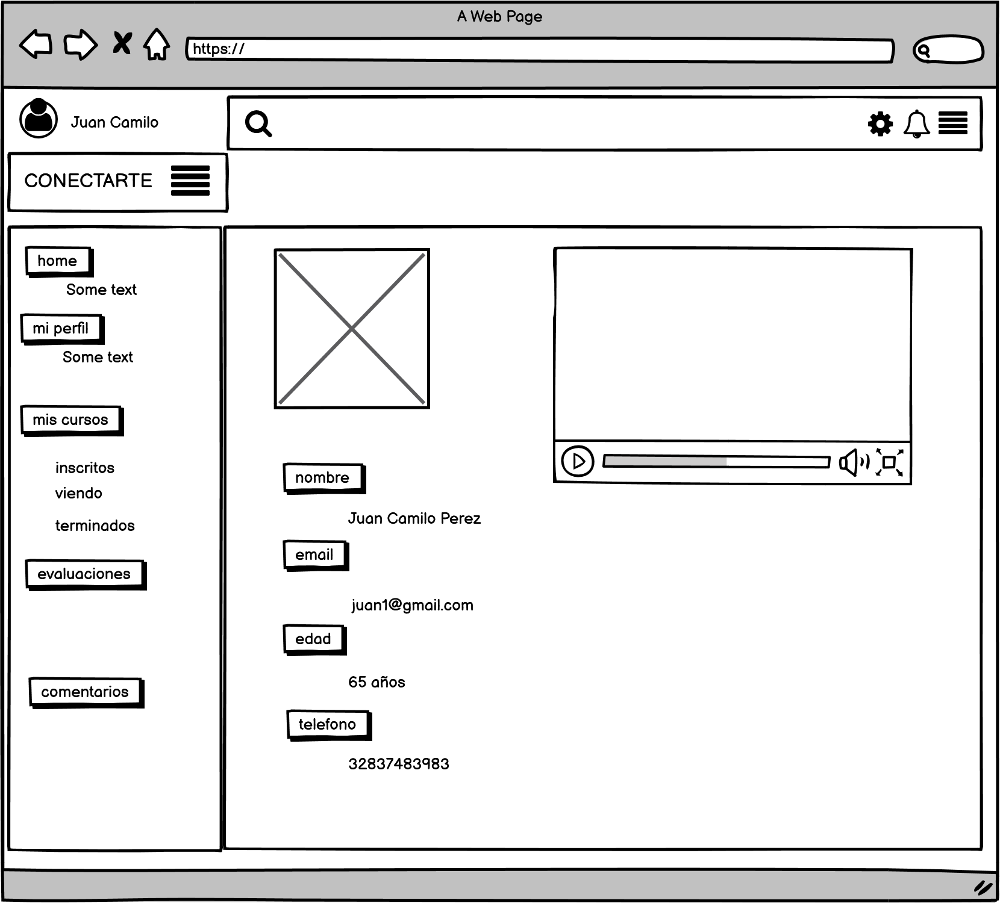 A Web Page
https://
Juan Camilo
CONECTARTE
home
Some text
mi perfil
Some text
mis cursos
inscritos
viendo
terminados
evaluaciones
comentarios
nombre
Juan Camilo Perez
email
juan1@gmail.com
edad
65 años
telefono
32837483983